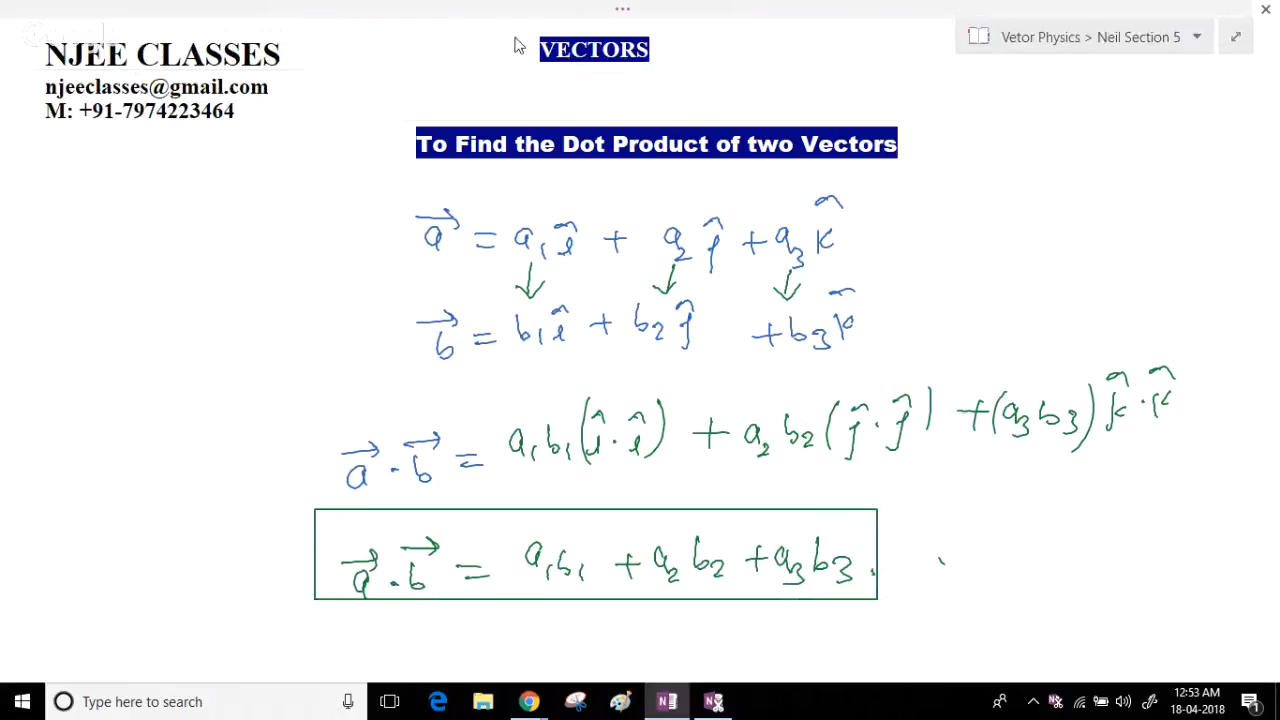 NJEE CLASSES
njeeclasses@gmail.com
M: +91-7974223464
VECTORS
Vetor Physics > Neil Section 5
To Find the Dot Product of two Vectors
→a = a₁î + a₂ĵ + a₃k̂
→b = b₁î + b₂ĵ + b₃k̂
→a · →b = a₁b₁(î · î) + a₂b₂(ĵ · ĵ) + (a₃b₃) k̂ · k̂
→a · →b = a₁b₁ + a₂b₂ + a₃b₃.
Type here to search
12:53 AM
18-04-2018
1